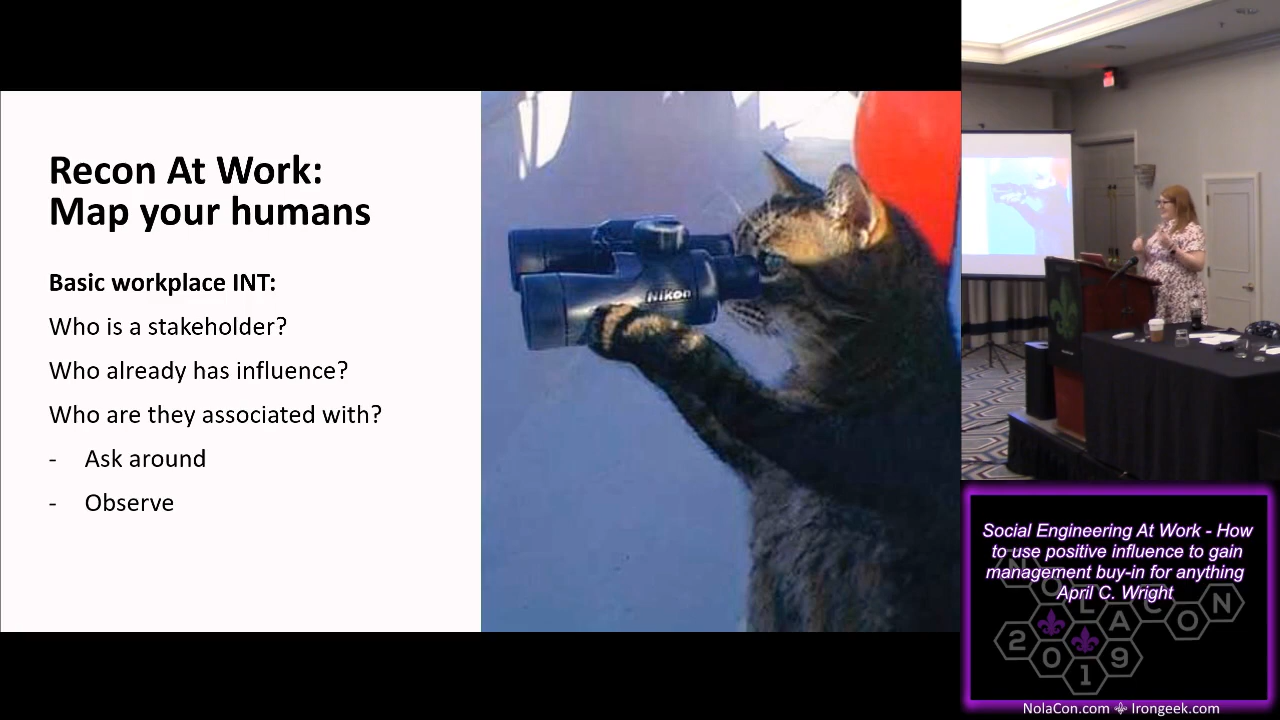 Recon At Work:
Map your humans
Basic workplace INT:
Who is a stakeholder?
Who already has influence?
Who are they associated with?
- Ask around
- Observe
Nikon
Social Engineering At Work - How
to use positive influence to gain
management buy-in for anything
April C. Wright
NOLACON
2019
NolaCon.com ⚜ Irongeek.com